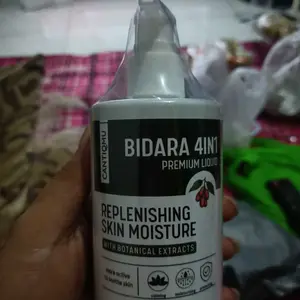 CANTIQMU
BIDARA 4IN1
PREMIUM LIQUID
REPLENISHING
SKIN MOISTURE
WITH BOTANICAL EXTRACTS